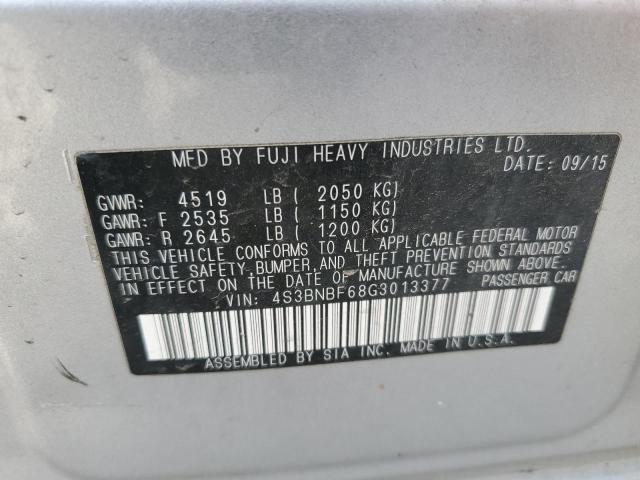 MFD BY FUJI HEAVY INDUSTRIES LTD.
DATE: 09/15
GVWR: 4519 LB ( 2050 KG)
GAWR: F 2535 LB ( 1150 KG)
GAWR: R 2645 LB ( 1200 KG)
THIS VEHICLE CONFORMS TO ALL APPLICABLE FEDERAL MOTOR
VEHICLE SAFETY, BUMPER, AND THEFT PREVENTION STANDARDS
IN EFFECT ON THE DATE OF MANUFACTURE SHOWN ABOVE.
VIN: 4S3BNBF68G3013377 PASSENGER CAR
ASSEMBLED BY SIA INC. MADE IN U.S.A.